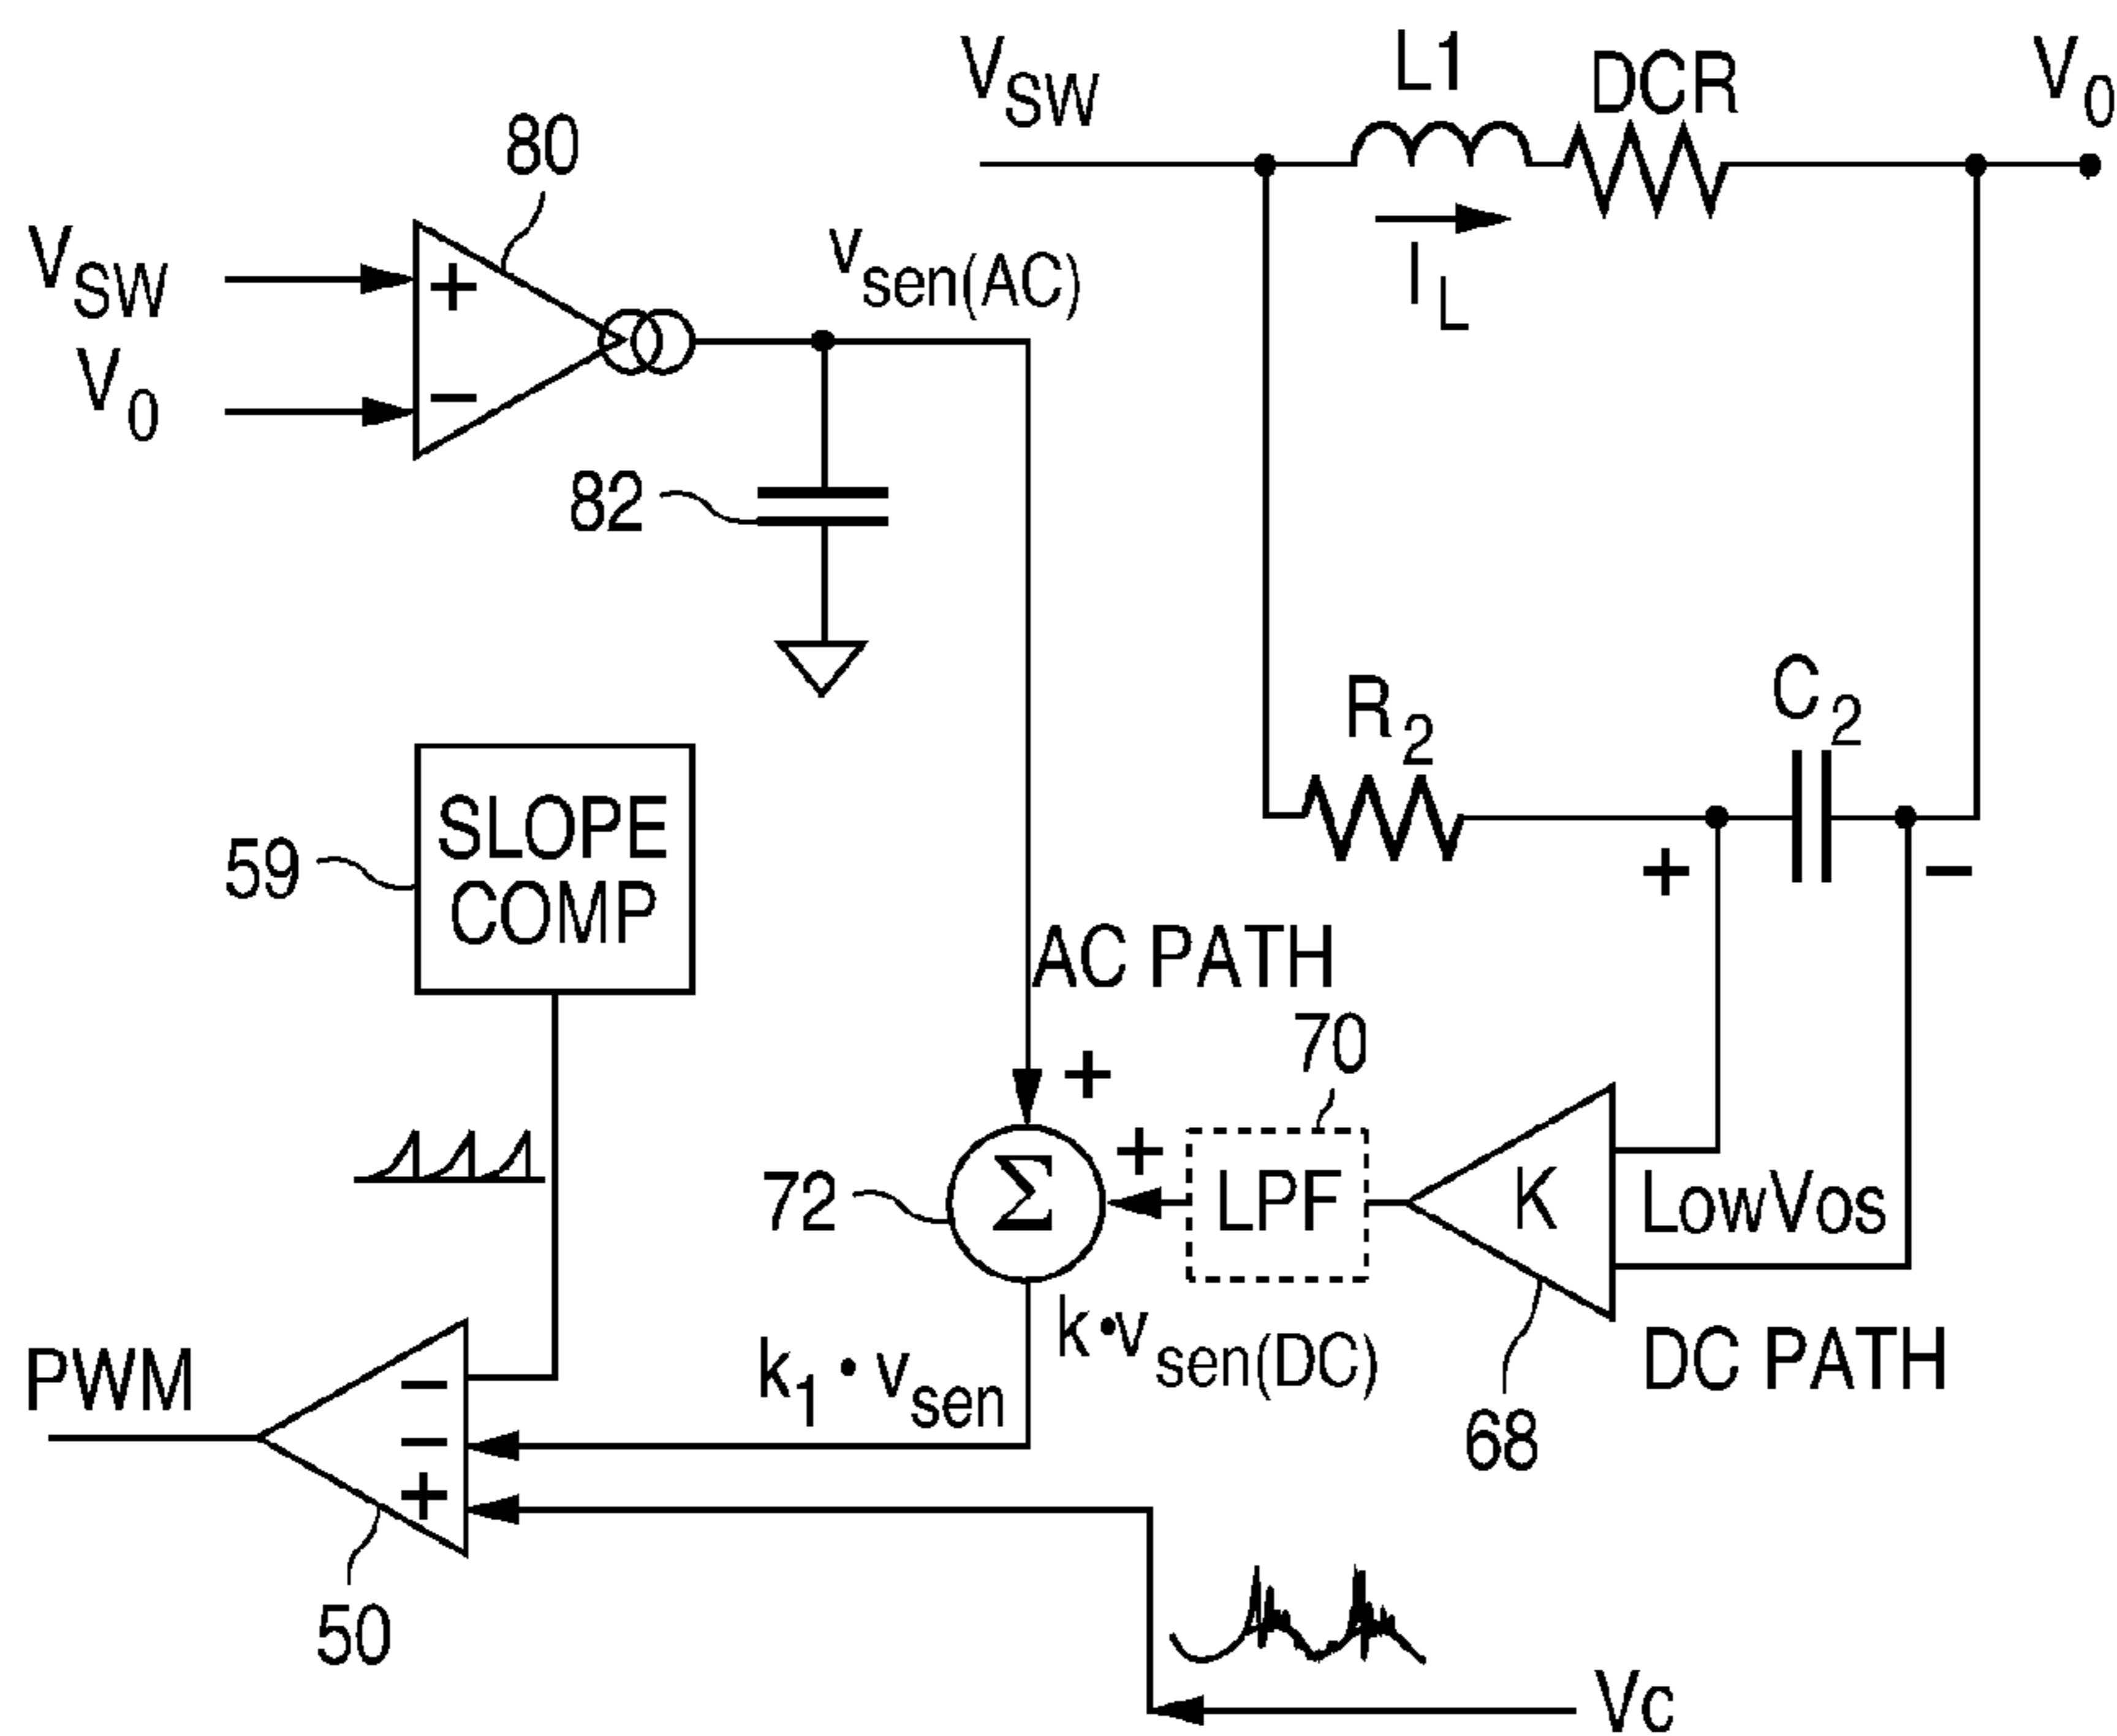 V_SW L1 DCR V_0
80
V_SW + v_sen(AC) I_L
V_0 −
82
R_2 C_2
SLOPE
COMP
59
+ −
AC PATH
70
+
+
72 Σ LPF K LowVos
k_1·v_sen k·v_sen(DC) DC PATH
PWM −
−
+
68
50
Vc